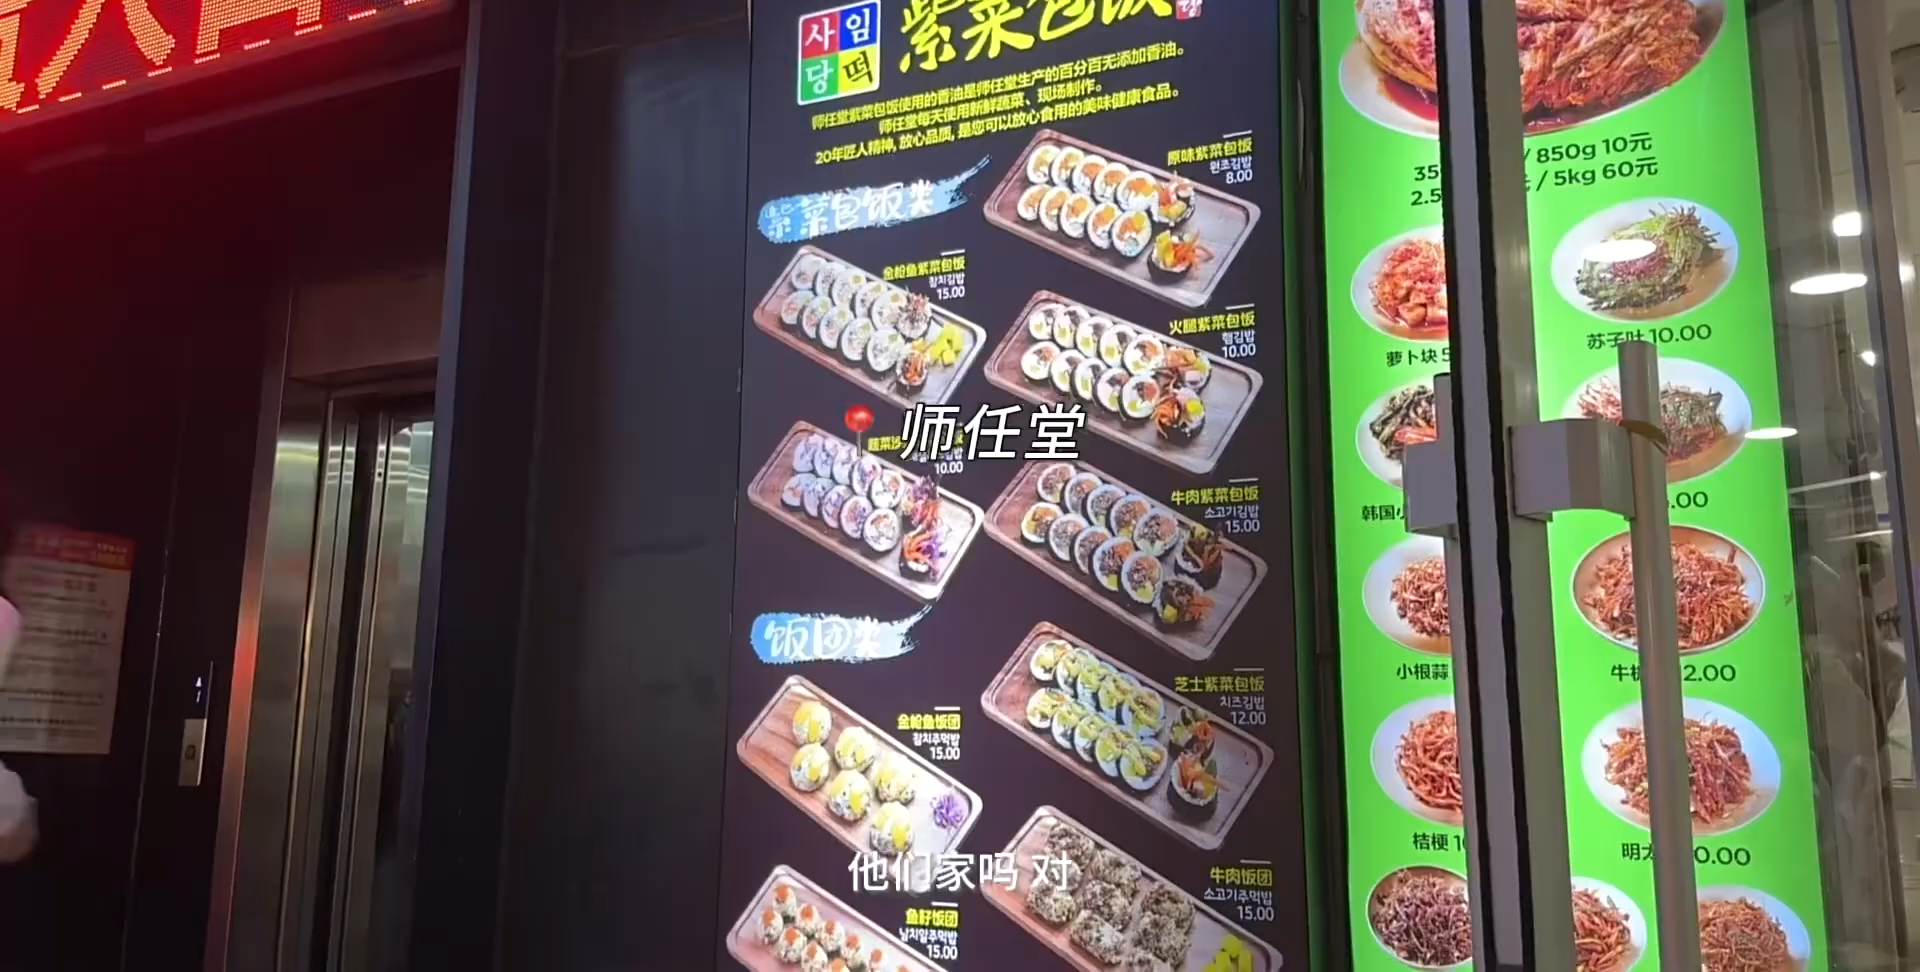 사임
당떡
紫菜包饭
师任堂紫菜包饭使用的香油是师任堂生产的百分百无添加香油。
师任堂每天使用新鲜蔬菜、现场制作。
20年匠人精神, 放心品质, 是您可以放心食用的美味健康食品。
紫菜包饭类
原味紫菜包饭
원조김밥
8.00
金枪鱼紫菜包饭
참치김밥
15.00
火腿紫菜包饭
햄김밥
10.00
师任堂
蔬菜沙
10.00
牛肉紫菜包饭
소고기김밥
15.00
饭团类
芝士紫菜包饭
치즈김밥
12.00
金枪鱼饭团
참치주먹밥
15.00
牛肉饭团
소고기주먹밥
15.00
鱼籽饭团
날치알주먹밥
15.00
他们家吗 对
/ 850g 10元
/ 5kg 60元
苏子叶 10.00
萝卜块
韩国小
小根蒜
2.00
桔梗
明太
0.00